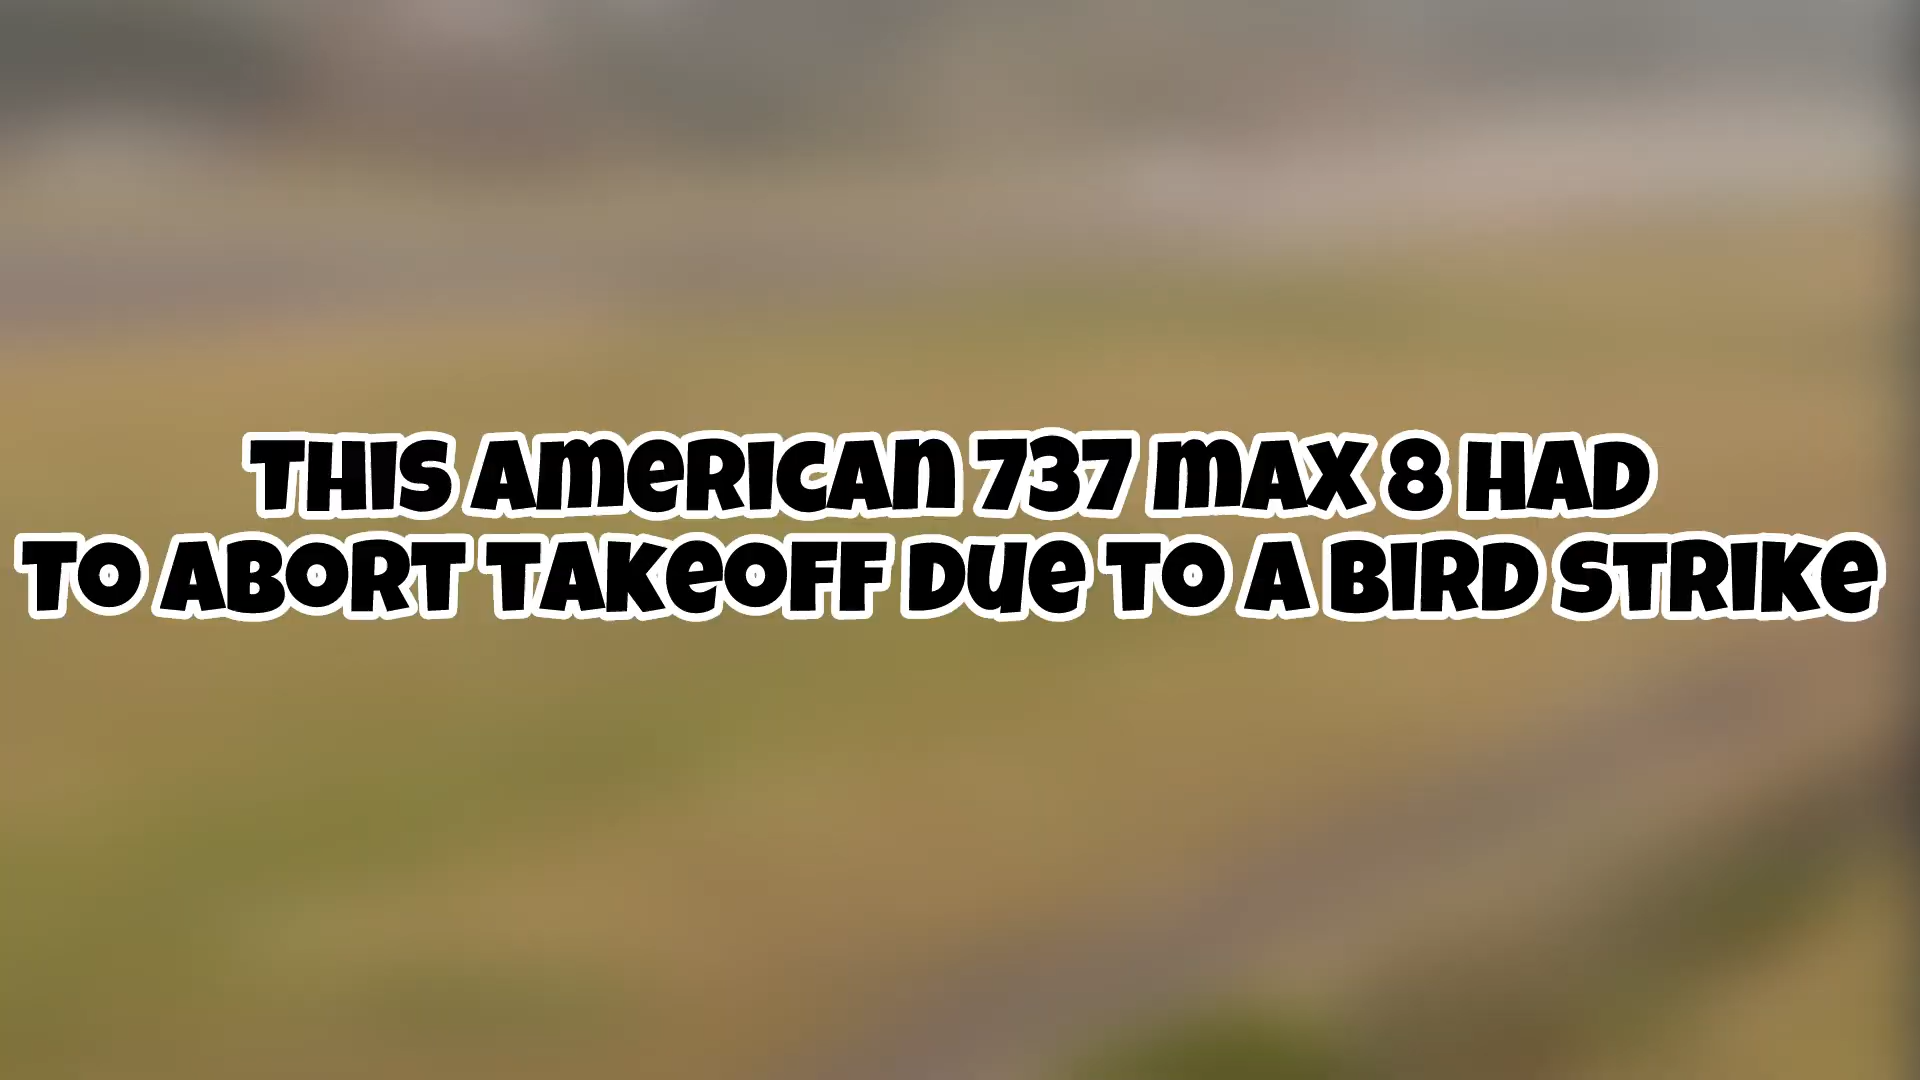 THIS AMERICAN 737 MAX 8 HAD
TO ABORT TAKEOFF DUE TO A BIRD STRIKE